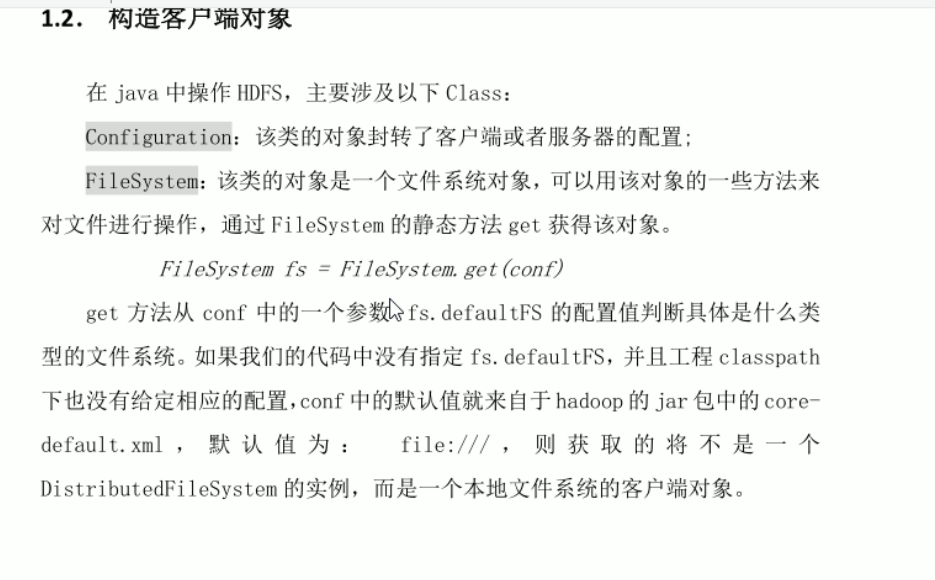 1.2. 构造客户端对象
在 java 中操作 HDFS，主要涉及以下 Class：
Configuration：该类的对象封转了客户端或者服务器的配置;
FileSystem：该类的对象是一个文件系统对象，可以用该对象的一些方法来
对文件进行操作，通过 FileSystem 的静态方法 get 获得该对象。
FileSystem fs = FileSystem.get(conf)
get 方法从 conf 中的一个参数 fs.defaultFS 的配置值判断具体是什么类
型的文件系统。如果我们的代码中没有指定 fs.defaultFS，并且工程 classpath
下也没有给定相应的配置，conf 中的默认值就来自于 hadoop 的 jar 包中的 core-
default.xml ， 默 认 值 为 ： file:/// ， 则 获 取 的 将 不 是 一 个
DistributedFileSystem 的实例，而是一个本地文件系统的客户端对象。